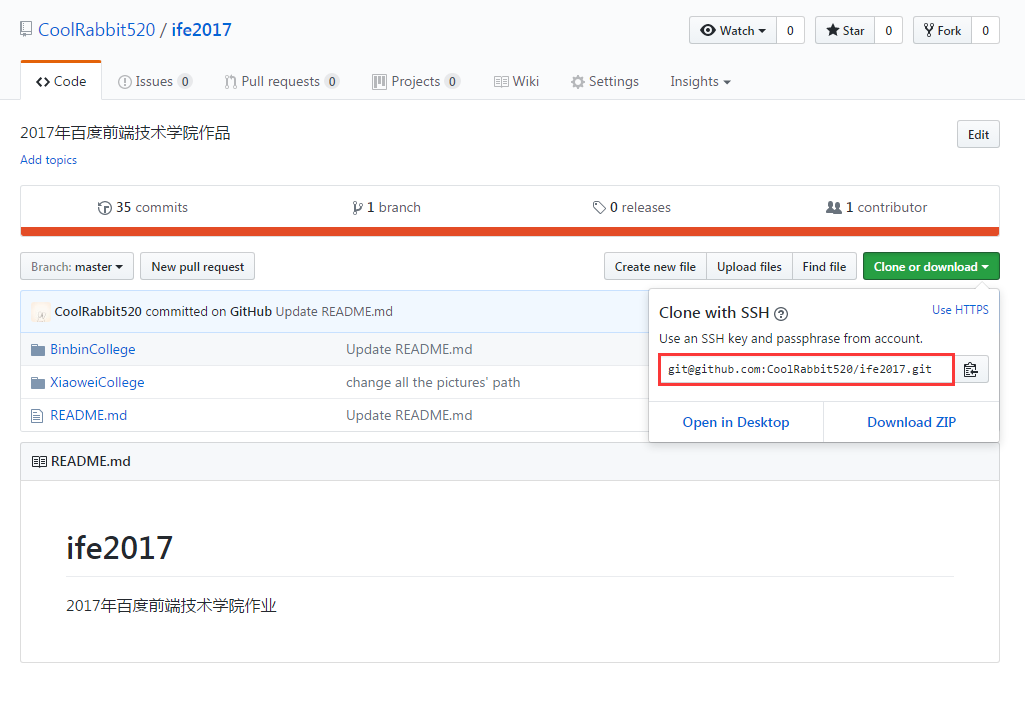 CoolRabbit520 / ife2017
Watch 0 Star 0 Fork 0
Code Issues 0 Pull requests 0 Projects 0 Wiki Settings Insights
2017年百度前端技术学院作品
Edit
Add topics
35 commits 1 branch 0 releases 1 contributor
Branch: master New pull request Create new file Upload files Find file Clone or download
CoolRabbit520 committed on GitHub Update README.md
BinbinCollege Update README.md
XiaoweiCollege change all the pictures' path
README.md Update README.md
Clone with SSH Use HTTPS
Use an SSH key and passphrase from account.
git@github.com:CoolRabbit520/ife2017.git
Open in Desktop Download ZIP
README.md
ife2017
2017年百度前端技术学院作业